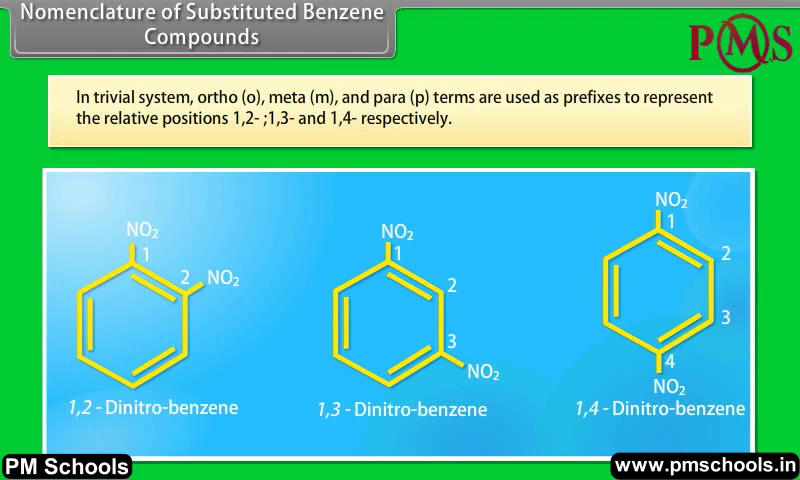 Nomenclature of Substituted Benzene
Compounds
PMS
In trivial system, ortho (o), meta (m), and para (p) terms are used as prefixes to represent
the relative positions 1,2- ;1,3- and 1,4- respectively.
NO₂
1
2
NO₂
1,2 - Dinitro-benzene
NO₂
1
2
3
NO₂
1,3 - Dinitro-benzene
NO₂
1
2
3
4
NO₂
1,4 - Dinitro-benzene
PM Schools
www.pmschools.in